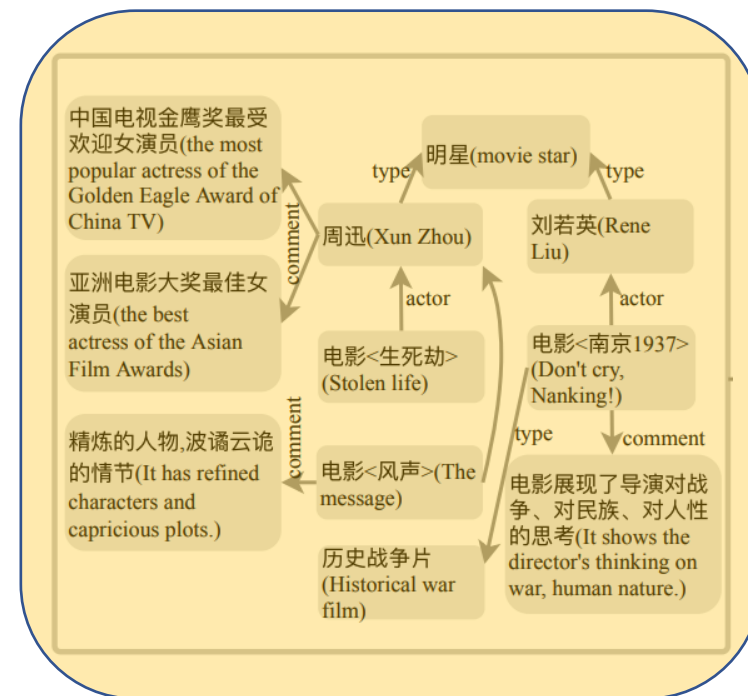 中国电视金鹰奖最受
欢迎女演员(the most
popular actress of the
Golden Eagle Award of
China TV)
明星(movie star)
type
type
comment
周迅(Xun Zhou)
刘若英(Rene
Liu)
亚洲电影大奖最佳女
演员(the best
actress of the Asian
Film Awards)
actor
actor
电影<生死劫>
(Stolen life)
电影<南京1937>
(Don't cry,
Nanking!)
comment
type
comment
精炼的人物,波谲云诡
的情节(It has refined
characters and
capricious plots.)
电影<风声>(The
message)
电影展现了导演对战
争、对民族、对人性
的思考(It shows the
director's thinking on
war, human nature.)
历史战争片
(Historical war
film)